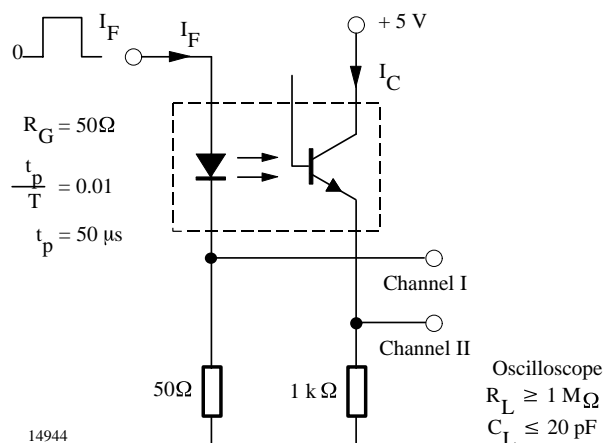 0
I_F
I_F
+ 5 V
I_C
R_G = 50Ω
t_p
T
= 0.01
t_p = 50 µs
Channel I
Channel II
50Ω
1 k Ω
Oscilloscope
R_L ≥ 1 MΩ
C_L ≤ 20 pF
14944